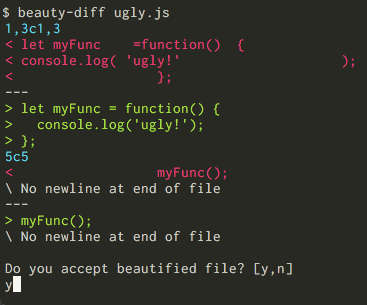 $ beauty-diff ugly.js
1,3c1,3
< let myFunc    =function()  {
< console.log( 'ugly!'                    );
<                  };
---
> let myFunc = function() {
>   console.log('ugly!');
> };
5c5
<                  myFunc();
\ No newline at end of file
---
> myFunc();
\ No newline at end of file

Do you accept beautified file? [y,n]
y